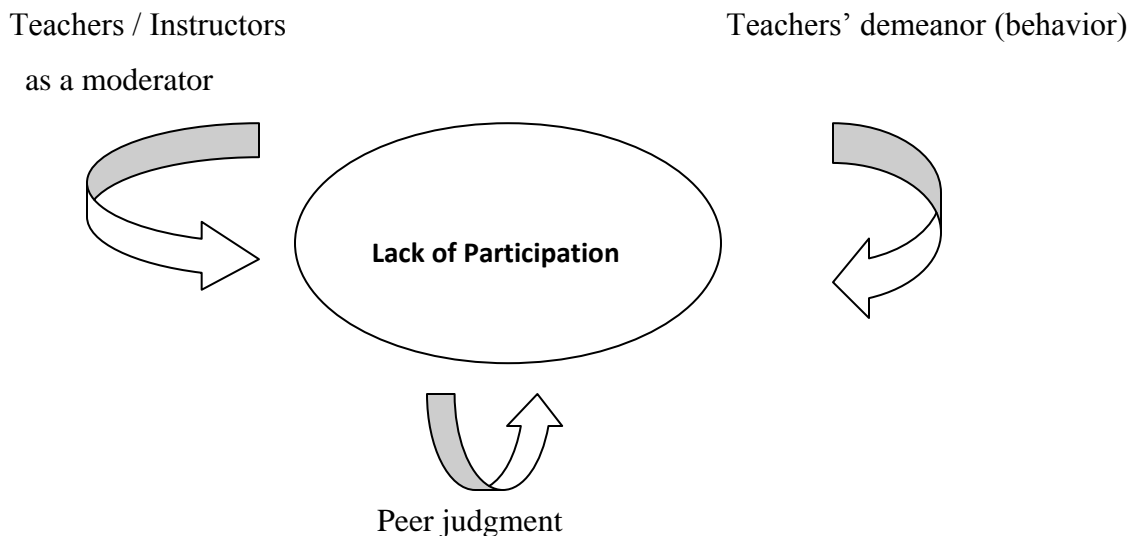 Teachers / Instructors
as a moderator
Teachers’ demeanor (behavior)
Lack of Participation
Peer judgment